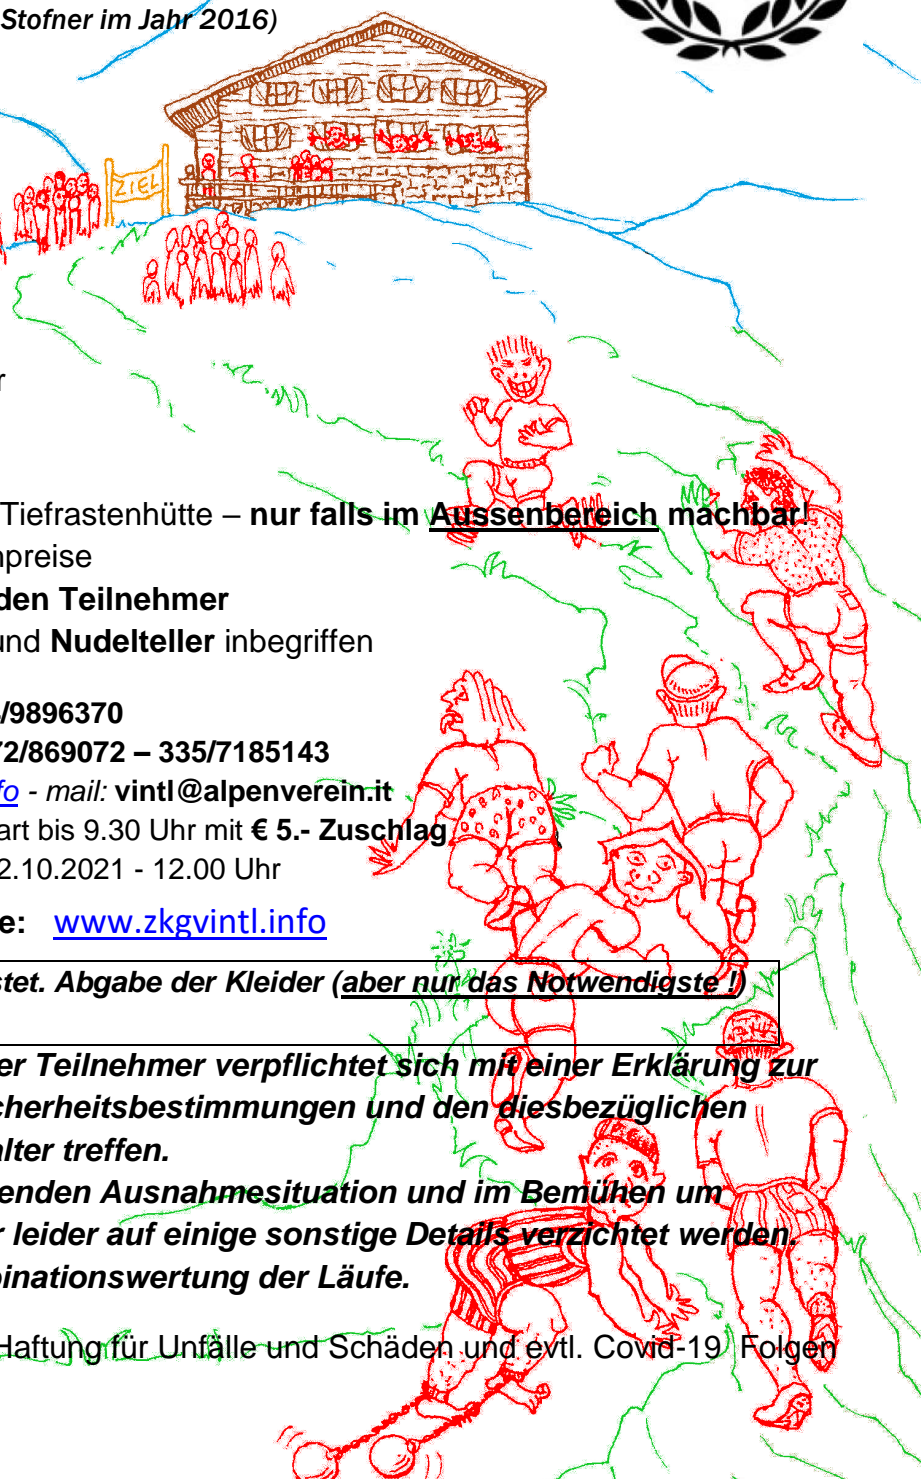 Stofner im Jahr 2016)
ZIEL
r
Tiefrastenhütte – nur falls im Aussenbereich machbar!
npreise
den Teilnehmer
und Nudelteller inbegriffen
/9896370
72/869072 – 335/7185143
fo - mail: vintl@alpenverein.it
art bis 9.30 Uhr mit € 5.- Zuschlag
2.10.2021 - 12.00 Uhr
e: www.zkgvintl.info
stet. Abgabe der Kleider (aber nur das Notwendigste !)
er Teilnehmer verpflichtet sich mit einer Erklärung zur
cherheitsbestimmungen und den diesbezüglichen
alter treffen.
enden Ausnahmesituation und im Bemühen um
r leider auf einige sonstige Details verzichtet werden.
binationswertung der Läufe.
Haftung für Unfälle und Schäden und evtl. Covid-19 Folgen